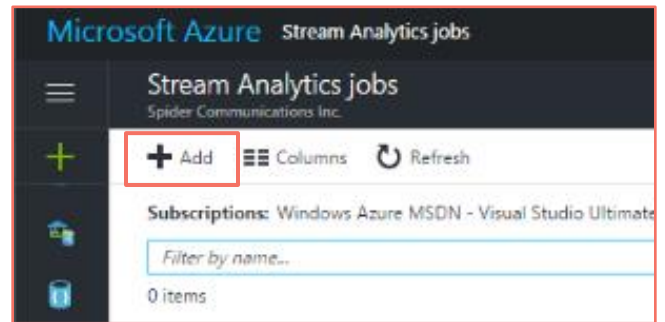 Microsoft Azure Stream Analytics jobs
Stream Analytics jobs
Spider Communications Inc.
Add Columns Refresh
Subscriptions: Windows Azure MSDN - Visual Studio Ultimate
Filter by name...
0 items